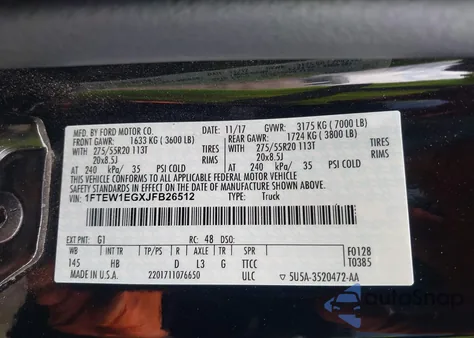 MFD. BY FORD MOTOR CO. 11/17 GVWR: 3175 KG ( 7000 LB)
FRONT GAWR: 1633 KG ( 3600 LB) REAR GAWR: 1724 KG ( 3800 LB)
WITH 275/55R20 113T TIRES WITH 275/55R20 113T TIRES
20x8.5J RIMS 20x8.5J RIMS
AT 240 kPa/ 35 PSI COLD AT 240 kPa/ 35 PSI COLD
THIS VEHICLE CONFORMS TO ALL APPLICABLE FEDERAL MOTOR
VEHICLE SAFETY STANDARDS IN EFFECT ON THE DATE OF
MANUFACTURE SHOWN ABOVE.
VIN: 1FTEW1EGXJFB26512 TYPE: Truck
EXT PNT: G1 RC: 48 DSO: F0128
WB INT TR TP/PS R AXLE TR SPR T0385
145 HB D L3 G TTCC
2201711076650 ULC 5U5A-3520472-AA
AutoSnap